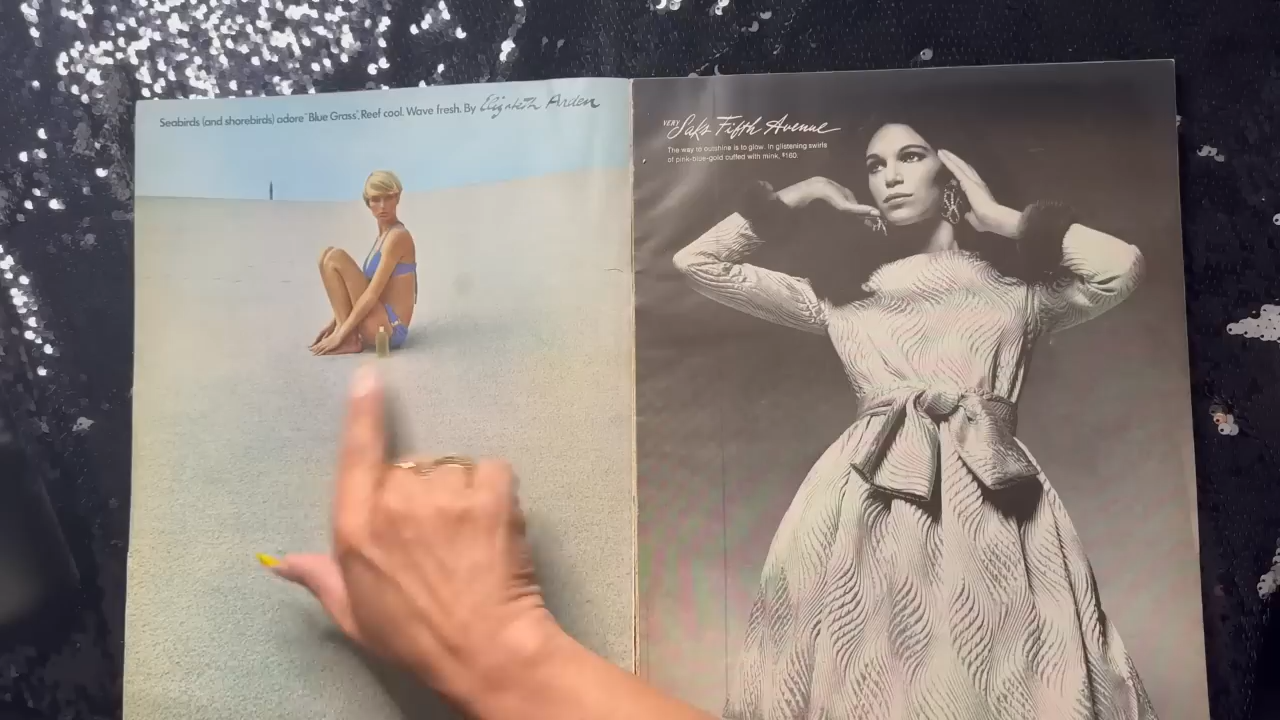 Seabirds (and shorebirds) adore "Blue Grass". Reef cool. Wave fresh. By Elizabeth Arden
VERY Saks Fifth Avenue
The way to outshine is to glow. In glistening swirls
of pink-blue-gold cuffed with mink, $160.